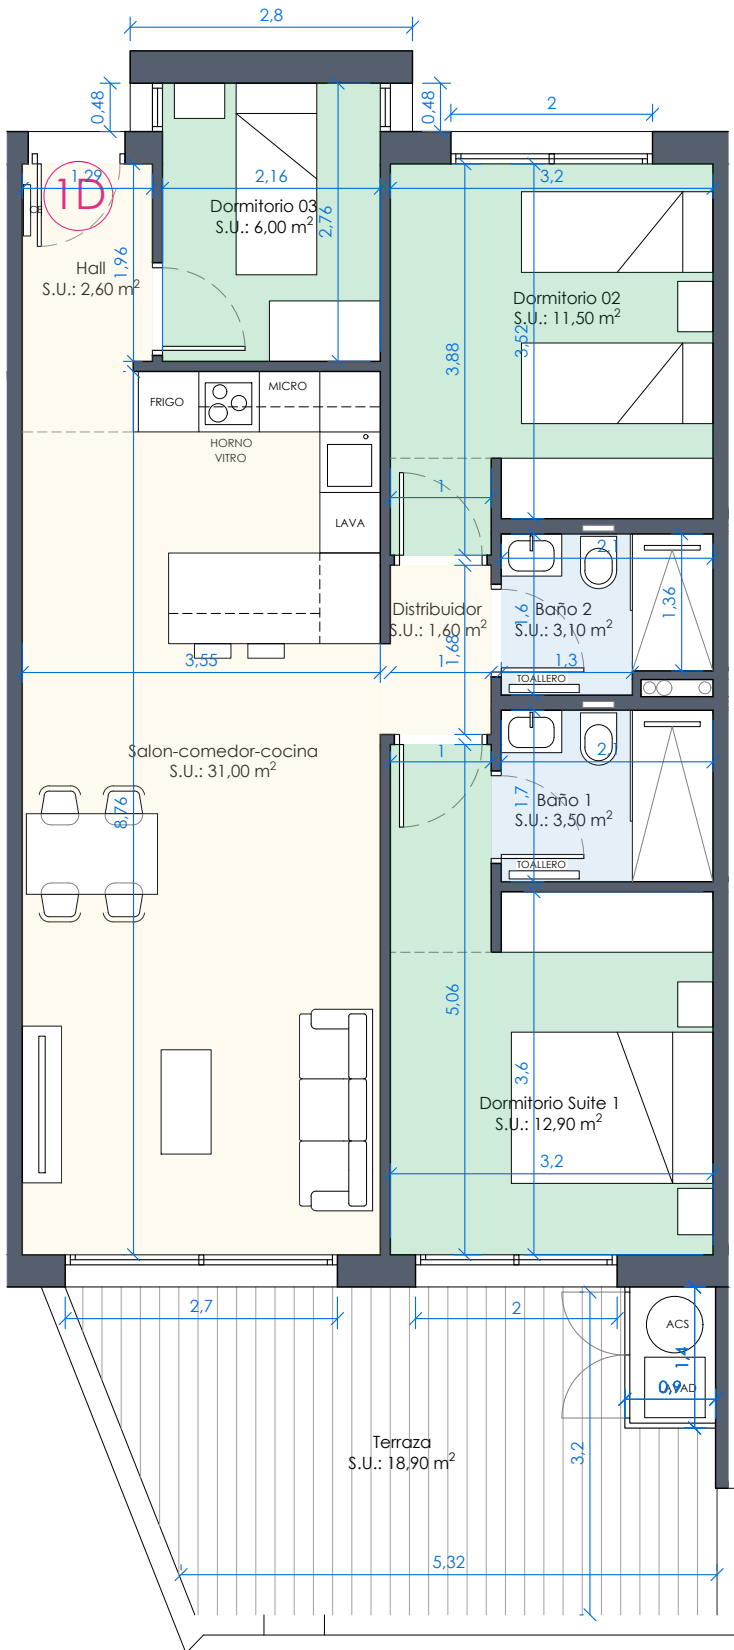 2,8
0,48
0,48
2
1,29
2,16
3,2
1D
CE
Dormitorio 03
S.U.: 6,00 m²
2,76
Hall
S.U.: 2,60 m²
1,96
Dormitorio 02
S.U.: 11,50 m²
3,52
3,88
FRIGO
MICRO
HORNO
VITRO
LAVA
1
2,1
Distribuidor
S.U.: 1,60 m²
1,6
Baño 2
S.U.: 3,10 m²
1,36
3,55
1
1,68
1,3
TOALLERO
Salon-comedor-cocina
S.U.: 31,00 m²
8,76
1
2,1
1,7
Baño 1
S.U.: 3,50 m²
TOALLERO
5,06
3,6
Dormitorio Suite 1
S.U.: 12,90 m²
3,2
2,7
2
ACS
1,4
0,9
LAVAD
Terraza
S.U.: 18,90 m²
3,2
5,32